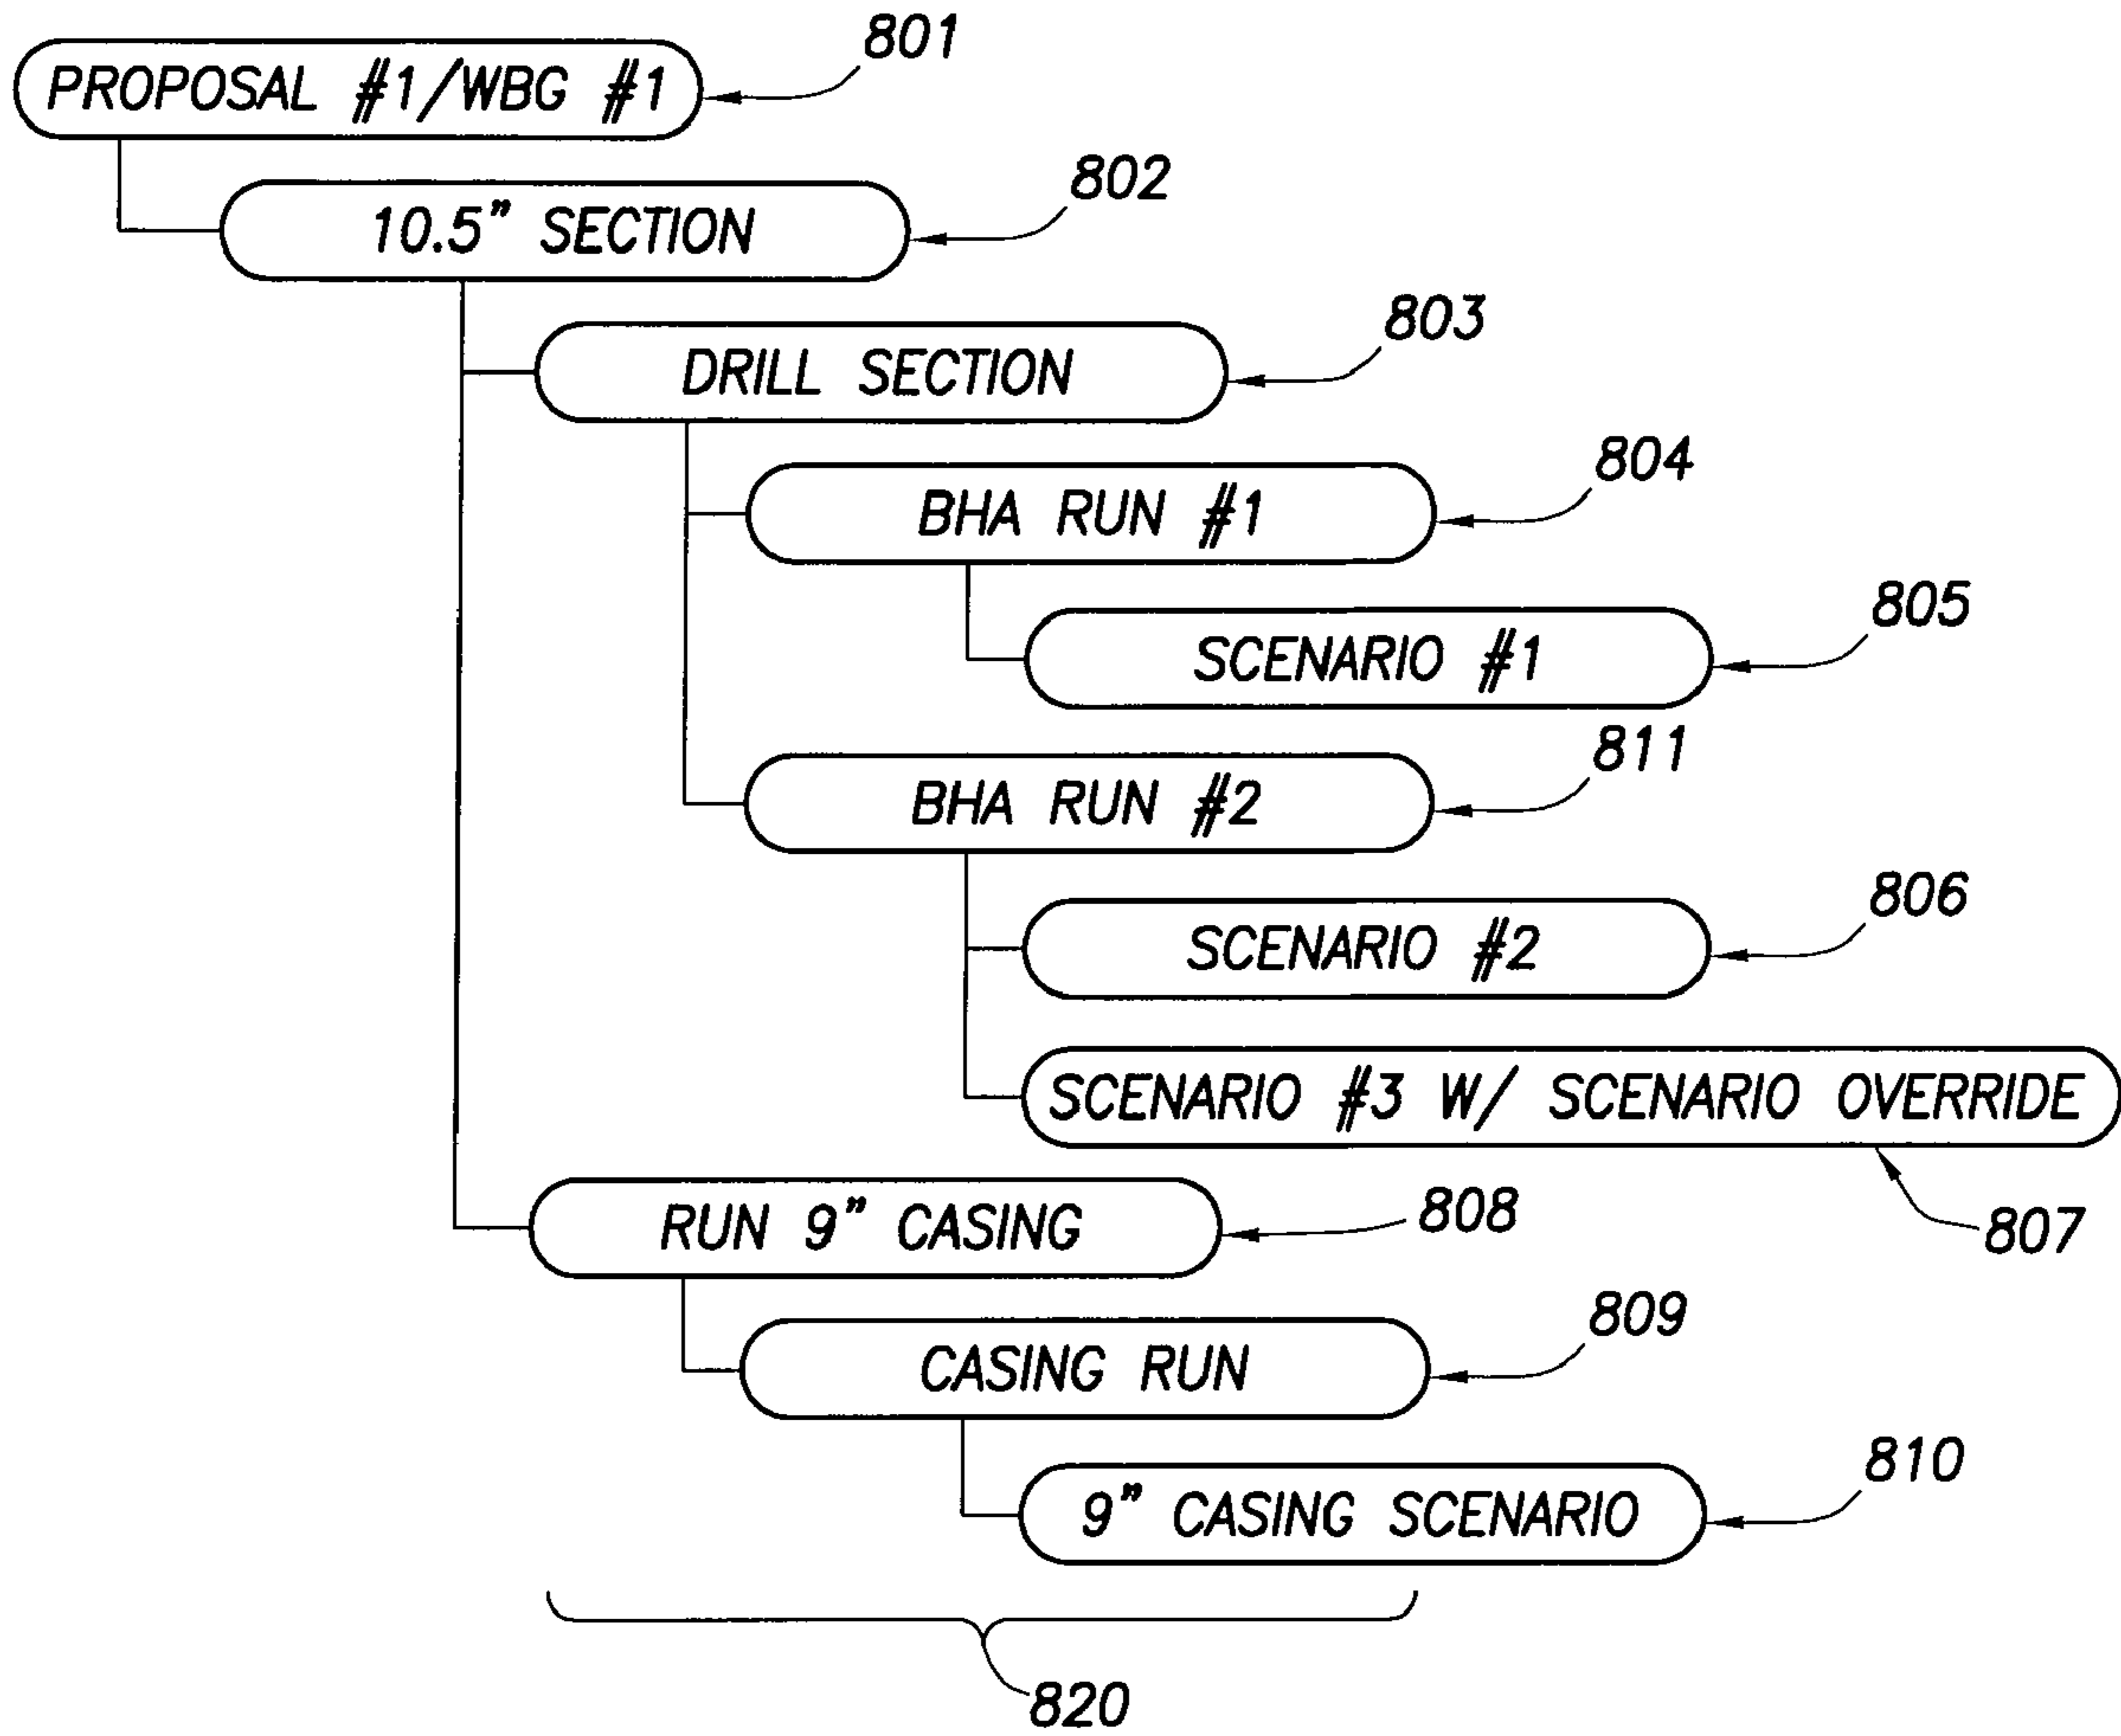 801
PROPOSAL #1/WBG #1
802
10.5” SECTION
803
DRILL SECTION
804
BHA RUN #1
805
SCENARIO #1
811
BHA RUN #2
806
SCENARIO #2
SCENARIO #3 W/ SCENARIO OVERRIDE
807
RUN 9” CASING
808
809
CASING RUN
810
9” CASING SCENARIO
820